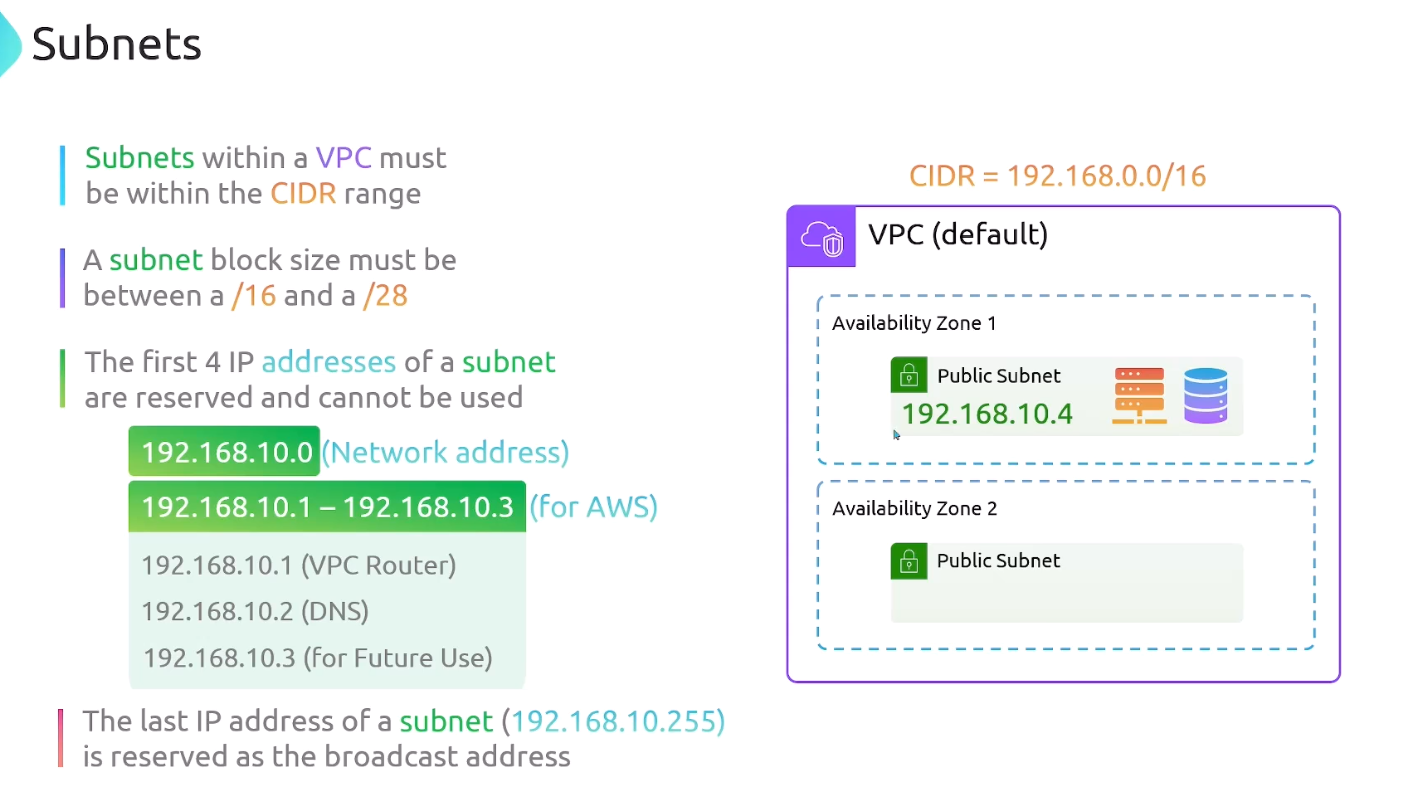 Subnets
Subnets within a VPC must
be within the CIDR range
A subnet block size must be
between a /16 and a /28
The first 4 IP addresses of a subnet
are reserved and cannot be used
192.168.10.0 (Network address)
192.168.10.1 – 192.168.10.3 (for AWS)
192.168.10.1 (VPC Router)
192.168.10.2 (DNS)
192.168.10.3 (for Future Use)
The last IP address of a subnet (192.168.10.255)
is reserved as the broadcast address
CIDR = 192.168.0.0/16
VPC (default)
Availability Zone 1
Public Subnet
192.168.10.4
Availability Zone 2
Public Subnet